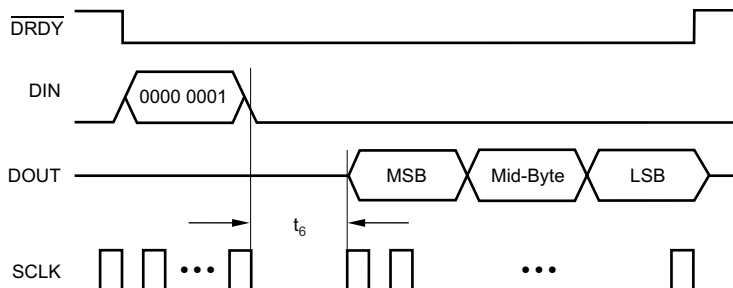 DRDY
DIN
0000 0001
DOUT
MSB
Mid-Byte
LSB
t6
SCLK
•••
•••